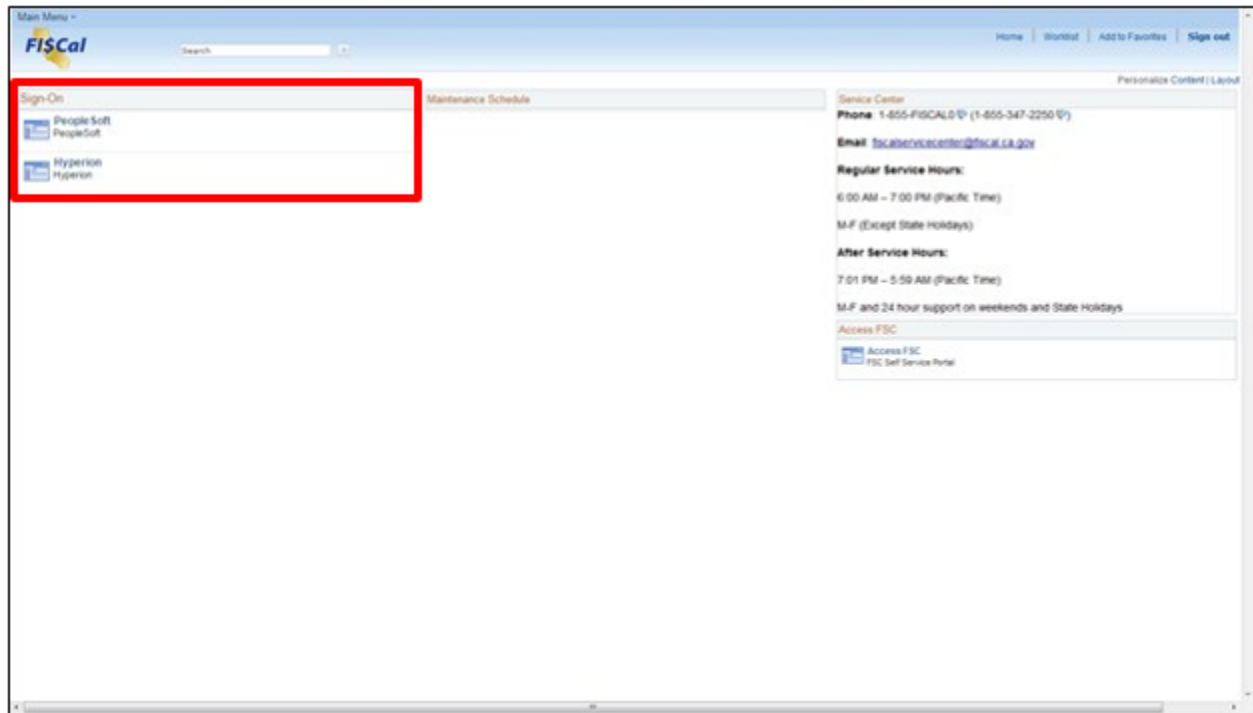 Main Menu
FI$Cal
Search
Home | Worklist | Add to Favorites | Sign out
Personalize Content | Layout
Sign-On
PeopleSoft
PeopleSoft
Hyperion
Hyperion
Maintenance Schedule
Service Center
Phone: 1-855-FISCAL0 (1-855-347-2250)
Email: fiscalservicecenter@fiscal.ca.gov
Regular Service Hours:
6:00 AM – 7:00 PM (Pacific Time)
M-F (Except State Holidays)
After Service Hours:
7:01 PM – 5:59 AM (Pacific Time)
M-F and 24 hour support on weekends and State Holidays
Access FSC
Access FSC
FSC Self Service Portal